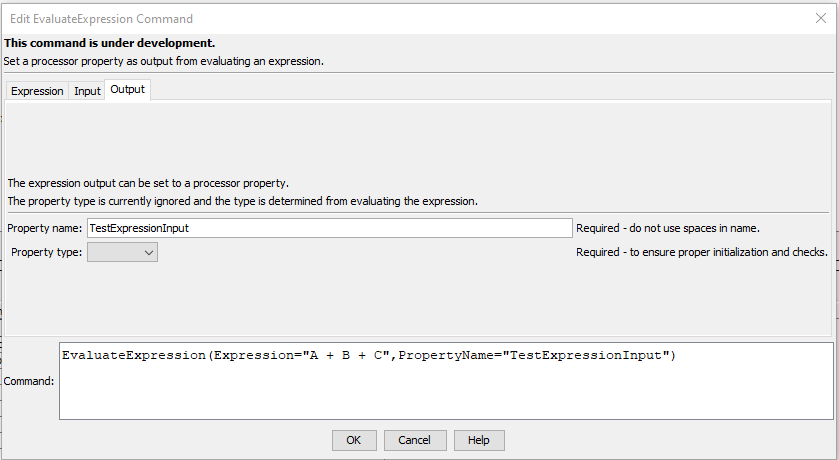 Edit EvaluateExpression Command
This command is under development.
Set a processor property as output from evaluating an expression.
Expression Input Output
The expression output can be set to a processor property.
The property type is currently ignored and the type is determined from evaluating the expression.
Property name: TestExpressionInput Required - do not use spaces in name.
Property type: Required - to ensure proper initialization and checks.
EvaluateExpression(Expression="A + B + C",PropertyName="TestExpressionInput")
Command:
OK Cancel Help